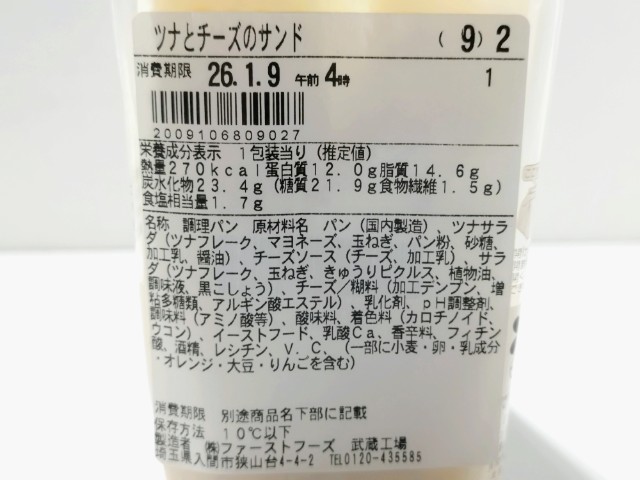 ツナとチーズのサンド (9)2
消費期限 26.1.9 午前 4時 1
2009106809027
栄養成分表示 1包装当り(推定値)
熱量270kcal蛋白質12.0g脂質14.6g
炭水化物23.4g(糖質21.9g食物繊維1.5g)
食塩相当量1.7g
名称 調理パン 原材料名 パン(国内製造)、ツナサラ
ダ(ツナフレーク、マヨネーズ、玉ねぎ、パン粉、砂糖、
加工乳、醤油)チーズソース(チーズ、加工乳)、サラ
ダ(ツナフレーク、玉ねぎ、きゅうりピクルス、植物油、
調味液、黒こしょう)チーズ/糊料(加工デンプン、増
粘多糖類、アルギン酸エステル)、乳化剤、pH調整剤、
調味料(アミノ酸等)、酸味料、着色料(カロチノイド、
ウコン)、イーストフード、乳酸Ca、香辛料、フィチン
酸、酒精、レシチン、V.C、(一部に小麦・卵・乳成分
・オレンジ・大豆・りんごを含む)
消費期限 別途商品名下部に記載
保存方法 10℃以下
製造者 ㈱ファーストフーズ 武蔵工場
埼玉県入間市狭山台4-4-2 TEL0120-435585